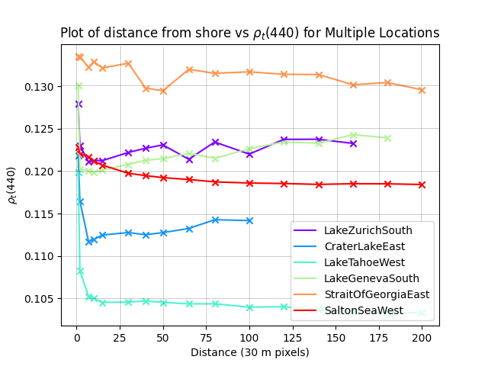 Plot of distance from shore vs ρt(440) for Multiple Locations
ρt(440)
0.130
0.125
0.120
0.115
0.110
0.105
0
25
50
75
100
125
150
175
200
Distance (30 m pixels)
LakeZurichSouth
CraterLakeEast
LakeTahoeWest
LakeGenevaSouth
StraitOfGeorgiaEast
SaltonSeaWest